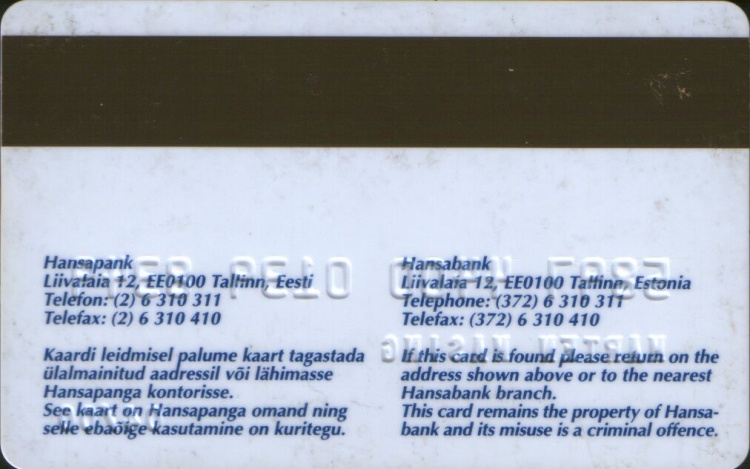 Hansapank
Liivalaia 12, EE0100 Tallinn, Eesti
Telefon: (2) 6 310 311
Telefax: (2) 6 310 410
Kaardi leidmisel palume kaart tagastada
ülalmainitud aadressil või lähimasse
Hansapanga kontorisse.
See kaart on Hansapanga omand ning
selle ebaõige kasutamine on kuritegu.
Hansabank
Liivalaia 12, EE0100 Tallinn, Estonia
Telephone: (372) 6 310 311
Telefax: (372) 6 310 410
If this card is found please return on the
address shown above or to the nearest
Hansabank branch.
This card remains the property of Hansa-
bank and its misuse is a criminal offence.